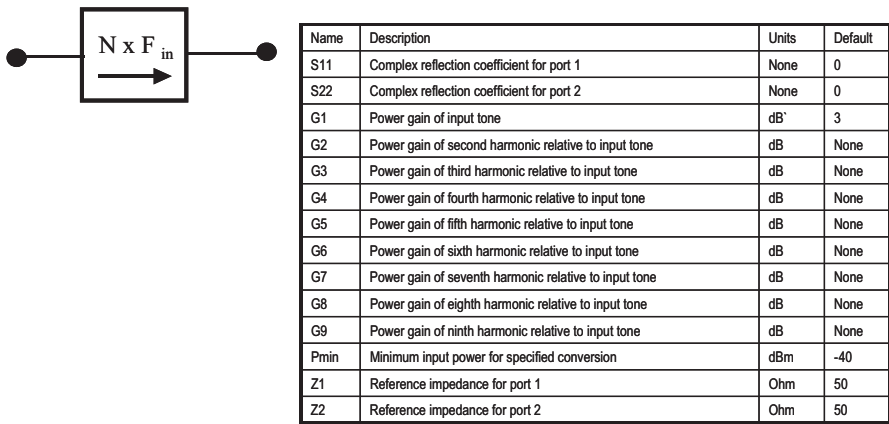 N x F in
Name Description Units Default
S11 Complex reflection coefficient for port 1 None 0
S22 Complex reflection coefficient for port 2 None 0
G1 Power gain of input tone dB` 3
G2 Power gain of second harmonic relative to input tone dB None
G3 Power gain of third harmonic relative to input tone dB None
G4 Power gain of fourth harmonic relative to input tone dB None
G5 Power gain of fifth harmonic relative to input tone dB None
G6 Power gain of sixth harmonic relative to input tone dB None
G7 Power gain of seventh harmonic relative to input tone dB None
G8 Power gain of eighth harmonic relative to input tone dB None
G9 Power gain of ninth harmonic relative to input tone dB None
Pmin Minimum input power for specified conversion dBm -40
Z1 Reference impedance for port 1 Ohm 50
Z2 Reference impedance for port 2 Ohm 50